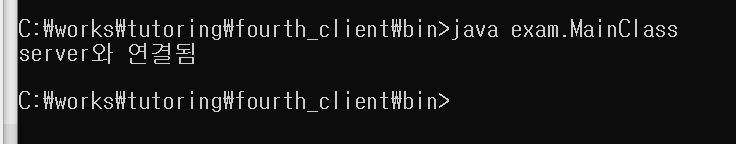 C:₩works₩tutoring₩fourth_client₩bin>java exam.MainClass
server와 연결됨
C:₩works₩tutoring₩fourth_client₩bin>